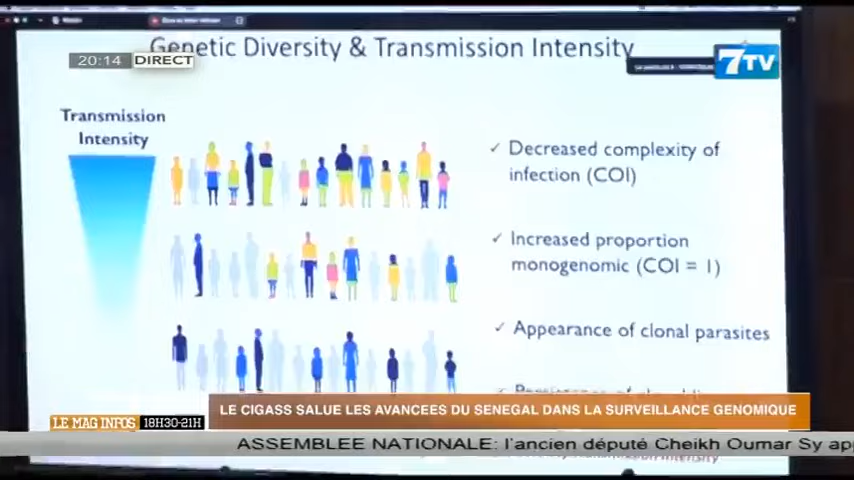 Genetic Diversity & Transmission Intensity
20:14 DIRECT
7TV
Transmission
Intensity
✓ Decreased complexity of
infection (COI)
✓ Increased proportion
monogenomic (COI = 1)
✓ Appearance of clonal parasites
LE CIGASS SALUE LES AVANCEES DU SENEGAL DANS LA SURVEILLANCE GENOMIQUE
LE MAG INFOS 18H30-21H
ASSEMBLEE NATIONALE: l'ancien député Cheikh Oumar Sy app